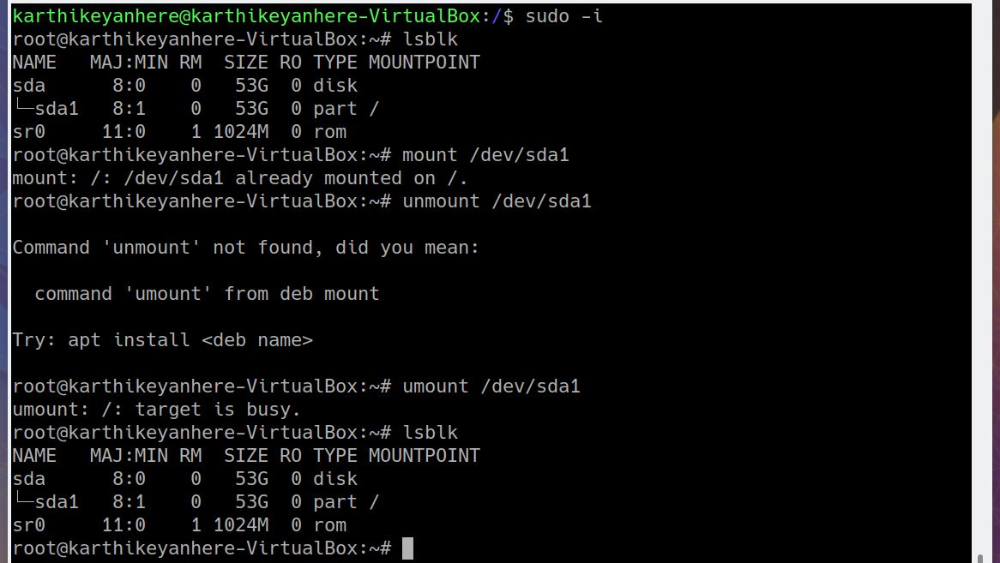 karthikeyanhere@karthikeyanhere-VirtualBox:/$ sudo -i
root@karthikeyanhere-VirtualBox:~# lsblk
NAME   MAJ:MIN RM  SIZE RO TYPE MOUNTPOINT
sda      8:0    0   53G  0 disk
└─sda1   8:1    0   53G  0 part /
sr0     11:0    1 1024M  0 rom
root@karthikeyanhere-VirtualBox:~# mount /dev/sda1
mount: /: /dev/sda1 already mounted on /.
root@karthikeyanhere-VirtualBox:~# unmount /dev/sda1

Command 'unmount' not found, did you mean:

  command 'umount' from deb mount

Try: apt install <deb name>

root@karthikeyanhere-VirtualBox:~# umount /dev/sda1
umount: /: target is busy.
root@karthikeyanhere-VirtualBox:~# lsblk
NAME   MAJ:MIN RM  SIZE RO TYPE MOUNTPOINT
sda      8:0    0   53G  0 disk
└─sda1   8:1    0   53G  0 part /
sr0     11:0    1 1024M  0 rom
root@karthikeyanhere-VirtualBox:~#